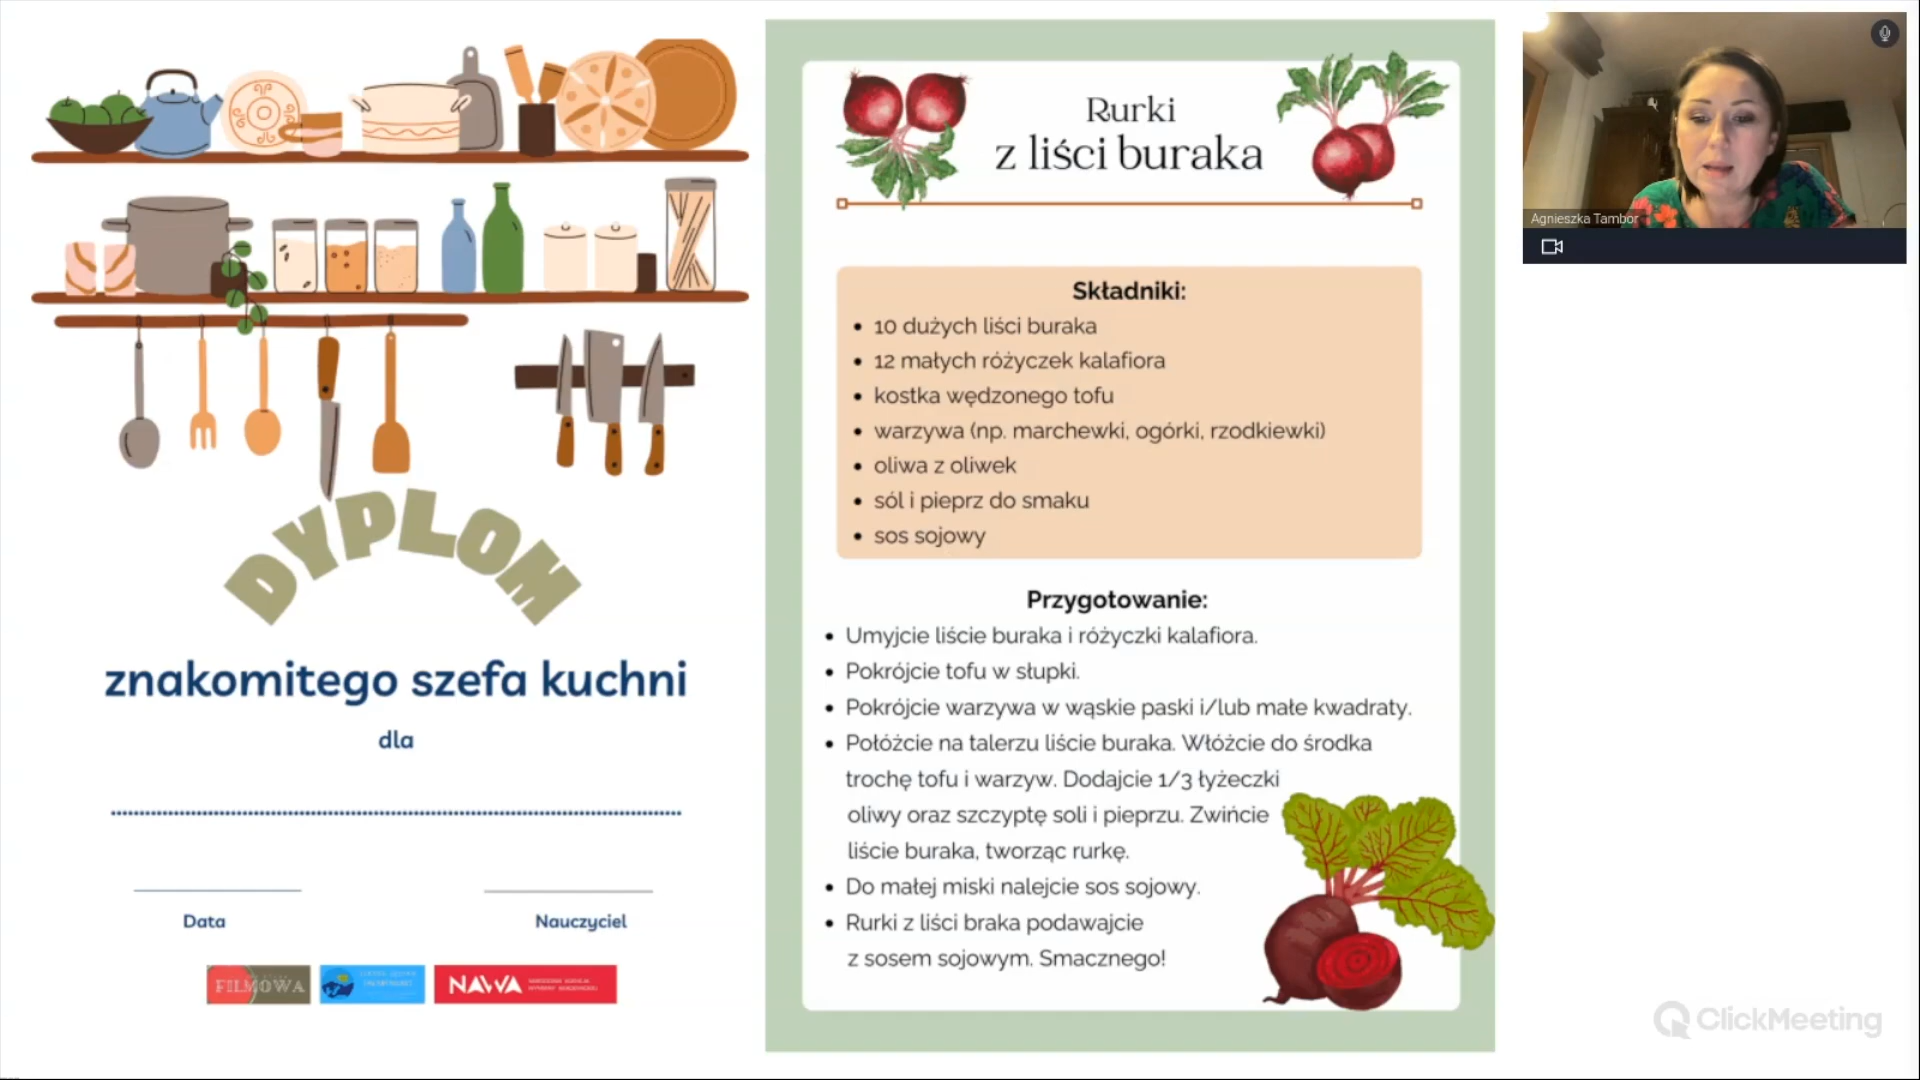 DYPLOM
znakomitego szefa kuchni
dla
Data
Nauczyciel
FILMOWA
NAWA
Rurki
z liści buraka
Składniki:
• 10 dużych liści buraka
• 12 małych różyczek kalafiora
• kostka wędzonego tofu
• warzywa (np. marchewki, ogórki, rzodkiewki)
• oliwa z oliwek
• sól i pieprz do smaku
• sos sojowy
Przygotowanie:
• Umyjcie liście buraka i różyczki kalafiora.
• Pokrójcie tofu w słupki.
• Pokrójcie warzywa w wąskie paski i/lub małe kwadraty.
• Połóżcie na talerzu liście buraka. Włóżcie do środka
trochę tofu i warzyw. Dodajcie 1/3 łyżeczki
oliwy oraz szczyptę soli i pieprzu. Zwińcie
liście buraka, tworząc rurkę.
• Do małej miski nalejcie sos sojowy.
• Rurki z liści braka podawajcie
z sosem sojowym. Smacznego!
Agnieszka Tambor
ClickMeeting